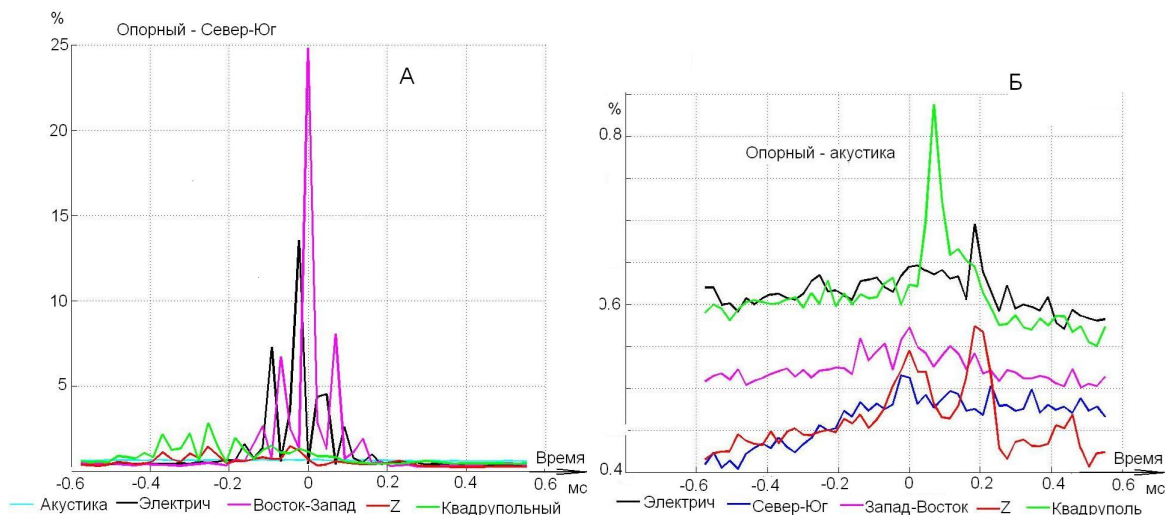 %
Опорный - Север-Юг
А
25
20
15
10
5
Время
-0.6 -0.4 -0.2 0 0.2 0.4 0.6
мс
Акустика Электрич Восток-Запад Z Квадрупольный
Б
%
0.8
Опорный - акустика
0.6
0.4
Время
-0.6 -0.4 -0.2 0 0.2 0.4 0.6
мс
Электрич Север-Юг Запад-Восток Z Квадруполь